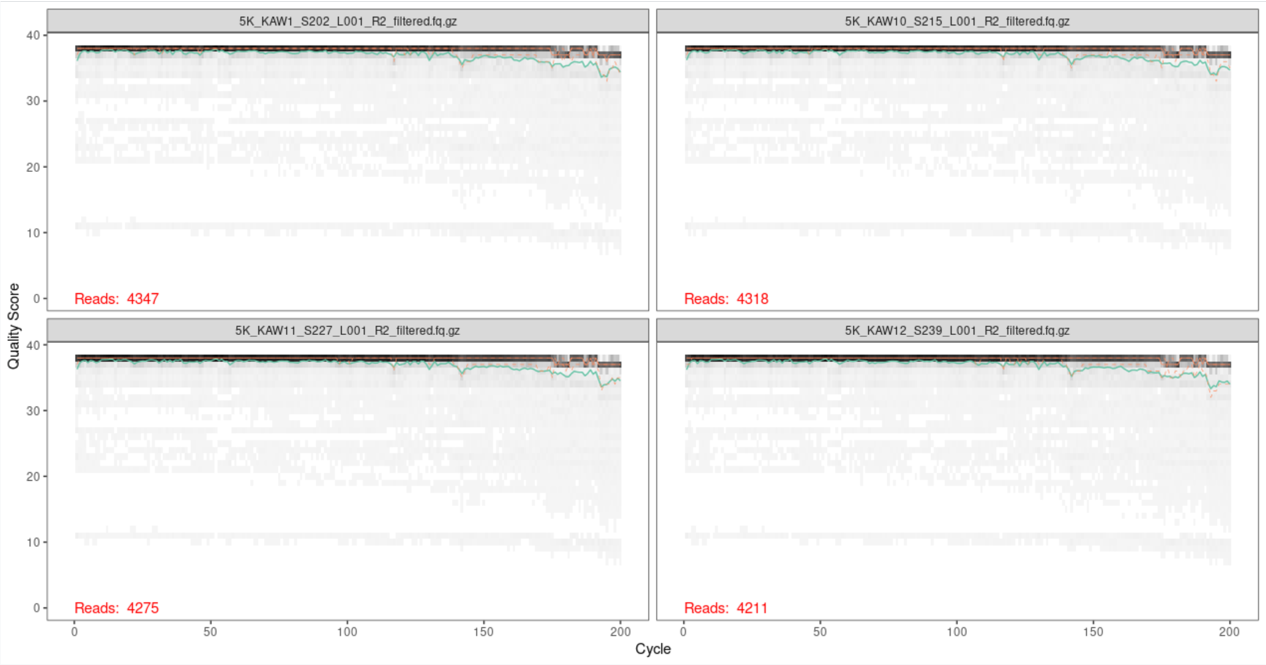 5K_KAW1_S202_L001_R2_filtered.fq.gz
5K_KAW10_S215_L001_R2_filtered.fq.gz
40
30
20
10
0
Reads: 4347
Reads: 4318
Quality Score
5K_KAW11_S227_L001_R2_filtered.fq.gz
5K_KAW12_S239_L001_R2_filtered.fq.gz
40
30
20
10
0
Reads: 4275
Reads: 4211
0 50 100 150 200
0 50 100 150 200
Cycle